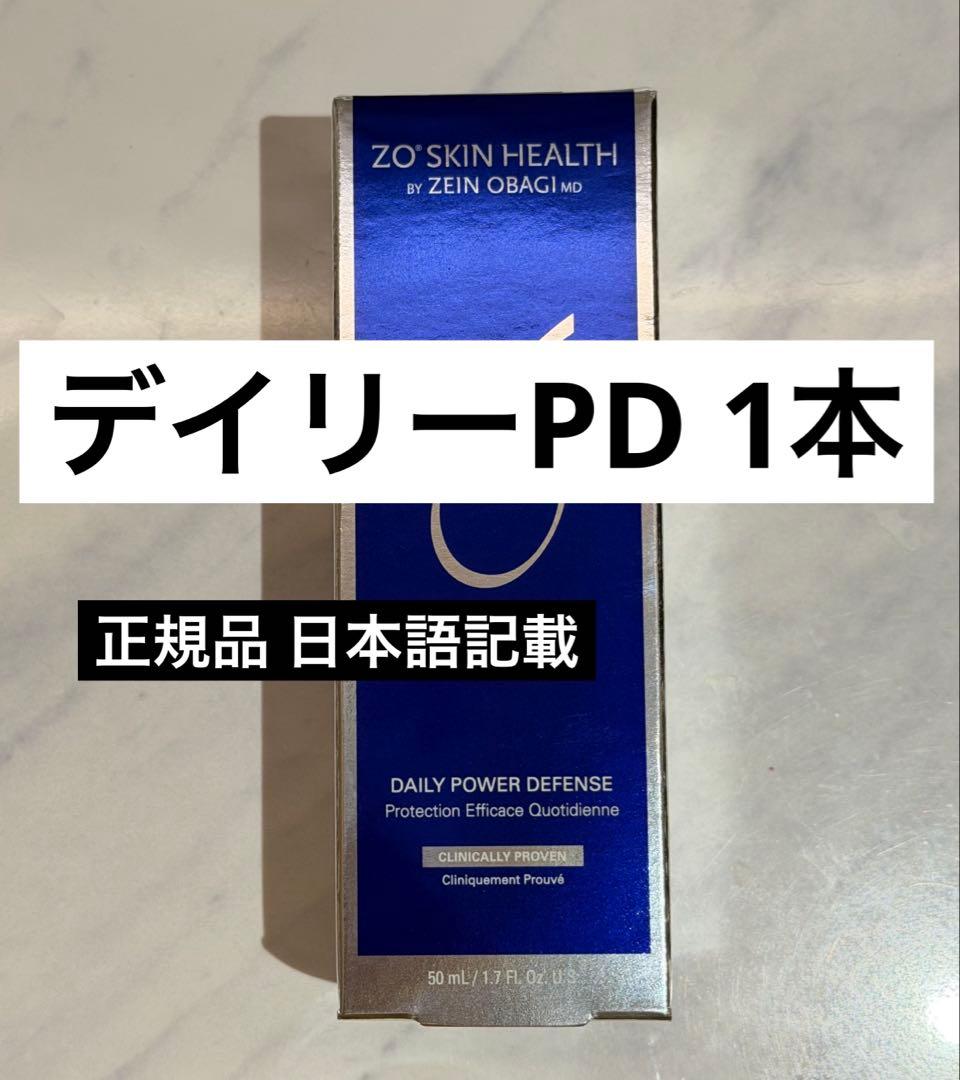 ZO® SKIN HEALTH
BY ZEIN OBAGI MD
デイリーPD 1本
正規品 日本語記載
DAILY POWER DEFENSE
Protection Efficace Quotidienne
CLINICALLY PROVEN
Cliniquement Prouvé
50 mL / 1.7 Fl. Oz. U.S.